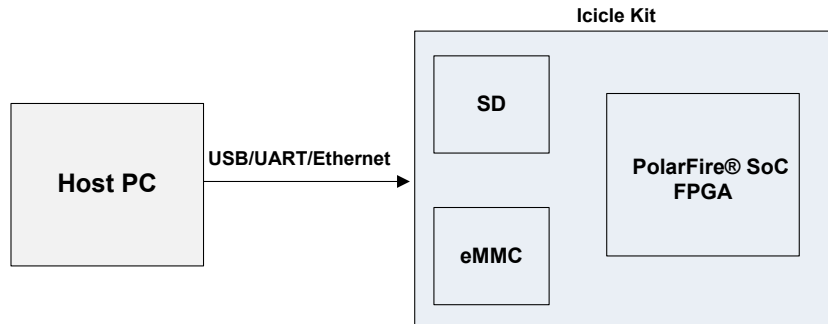 Icicle Kit
SD
Host PC
USB/UART/Ethernet
PolarFire® SoC
FPGA
eMMC